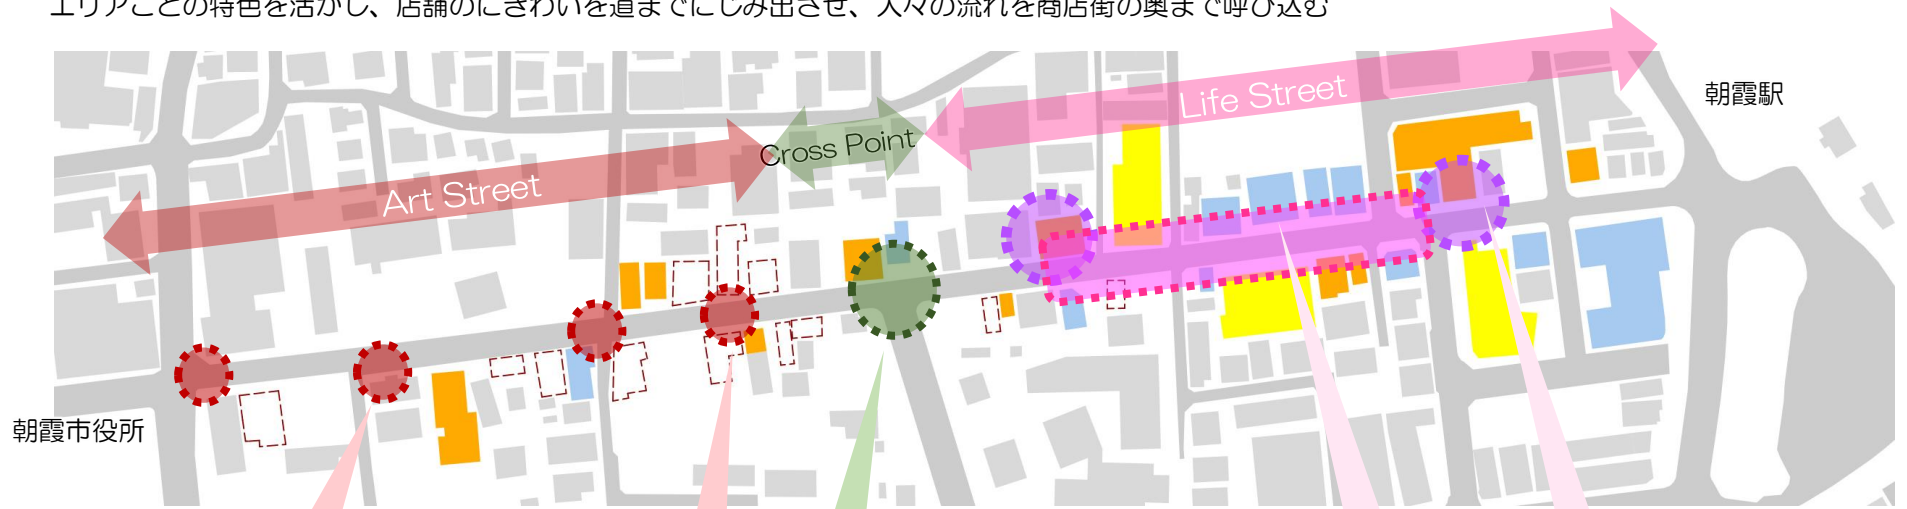 エリアごとの特色を活かし、店舗のにぎわいを道までにじみ出させ、人々の流れを商店街の奥まで呼び込む
朝霞駅
Life Street
Cross Point
Art Street
朝霞市役所